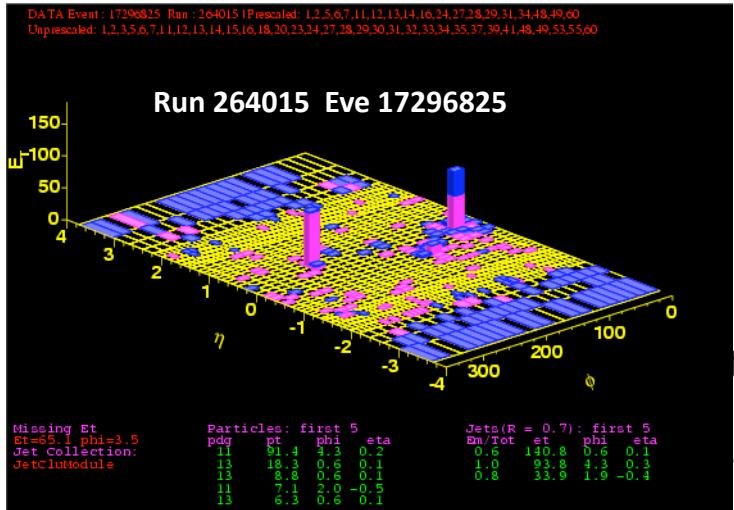 DATA Event : 17296825 Run : 264015 | Prescaled: 1,2,5,6,7,11,12,13,14,16,24,27,28,29,31,34,48,49,60
Unprescaled: 1,2,3,5,6,7,11,12,13,14,15,16,18,20,23,24,27,28,29,30,31,32,33,34,35,37,39,41,48,49,53,55,60
Run 264015 Eve 17296825
150
100
50
0
E_T
4
3
2
1
0
-1
-2
-3
-4
η
300
200
100
0
ϕ
Missing Et
Et=65.1 phi=3.5
Jet Collection:
JetCluModule
Particles: first 5
pdg pt phi eta
11 91.4 4.3 0.2
13 18.3 0.6 0.1
13 8.8 0.6 0.1
11 7.1 2.0 -0.5
13 6.3 0.6 0.1
Jets(R = 0.7): first 5
Em/Tot et phi eta
0.6 140.8 0.6 0.1
1.0 93.8 4.3 0.3
0.8 33.9 1.9 -0.4